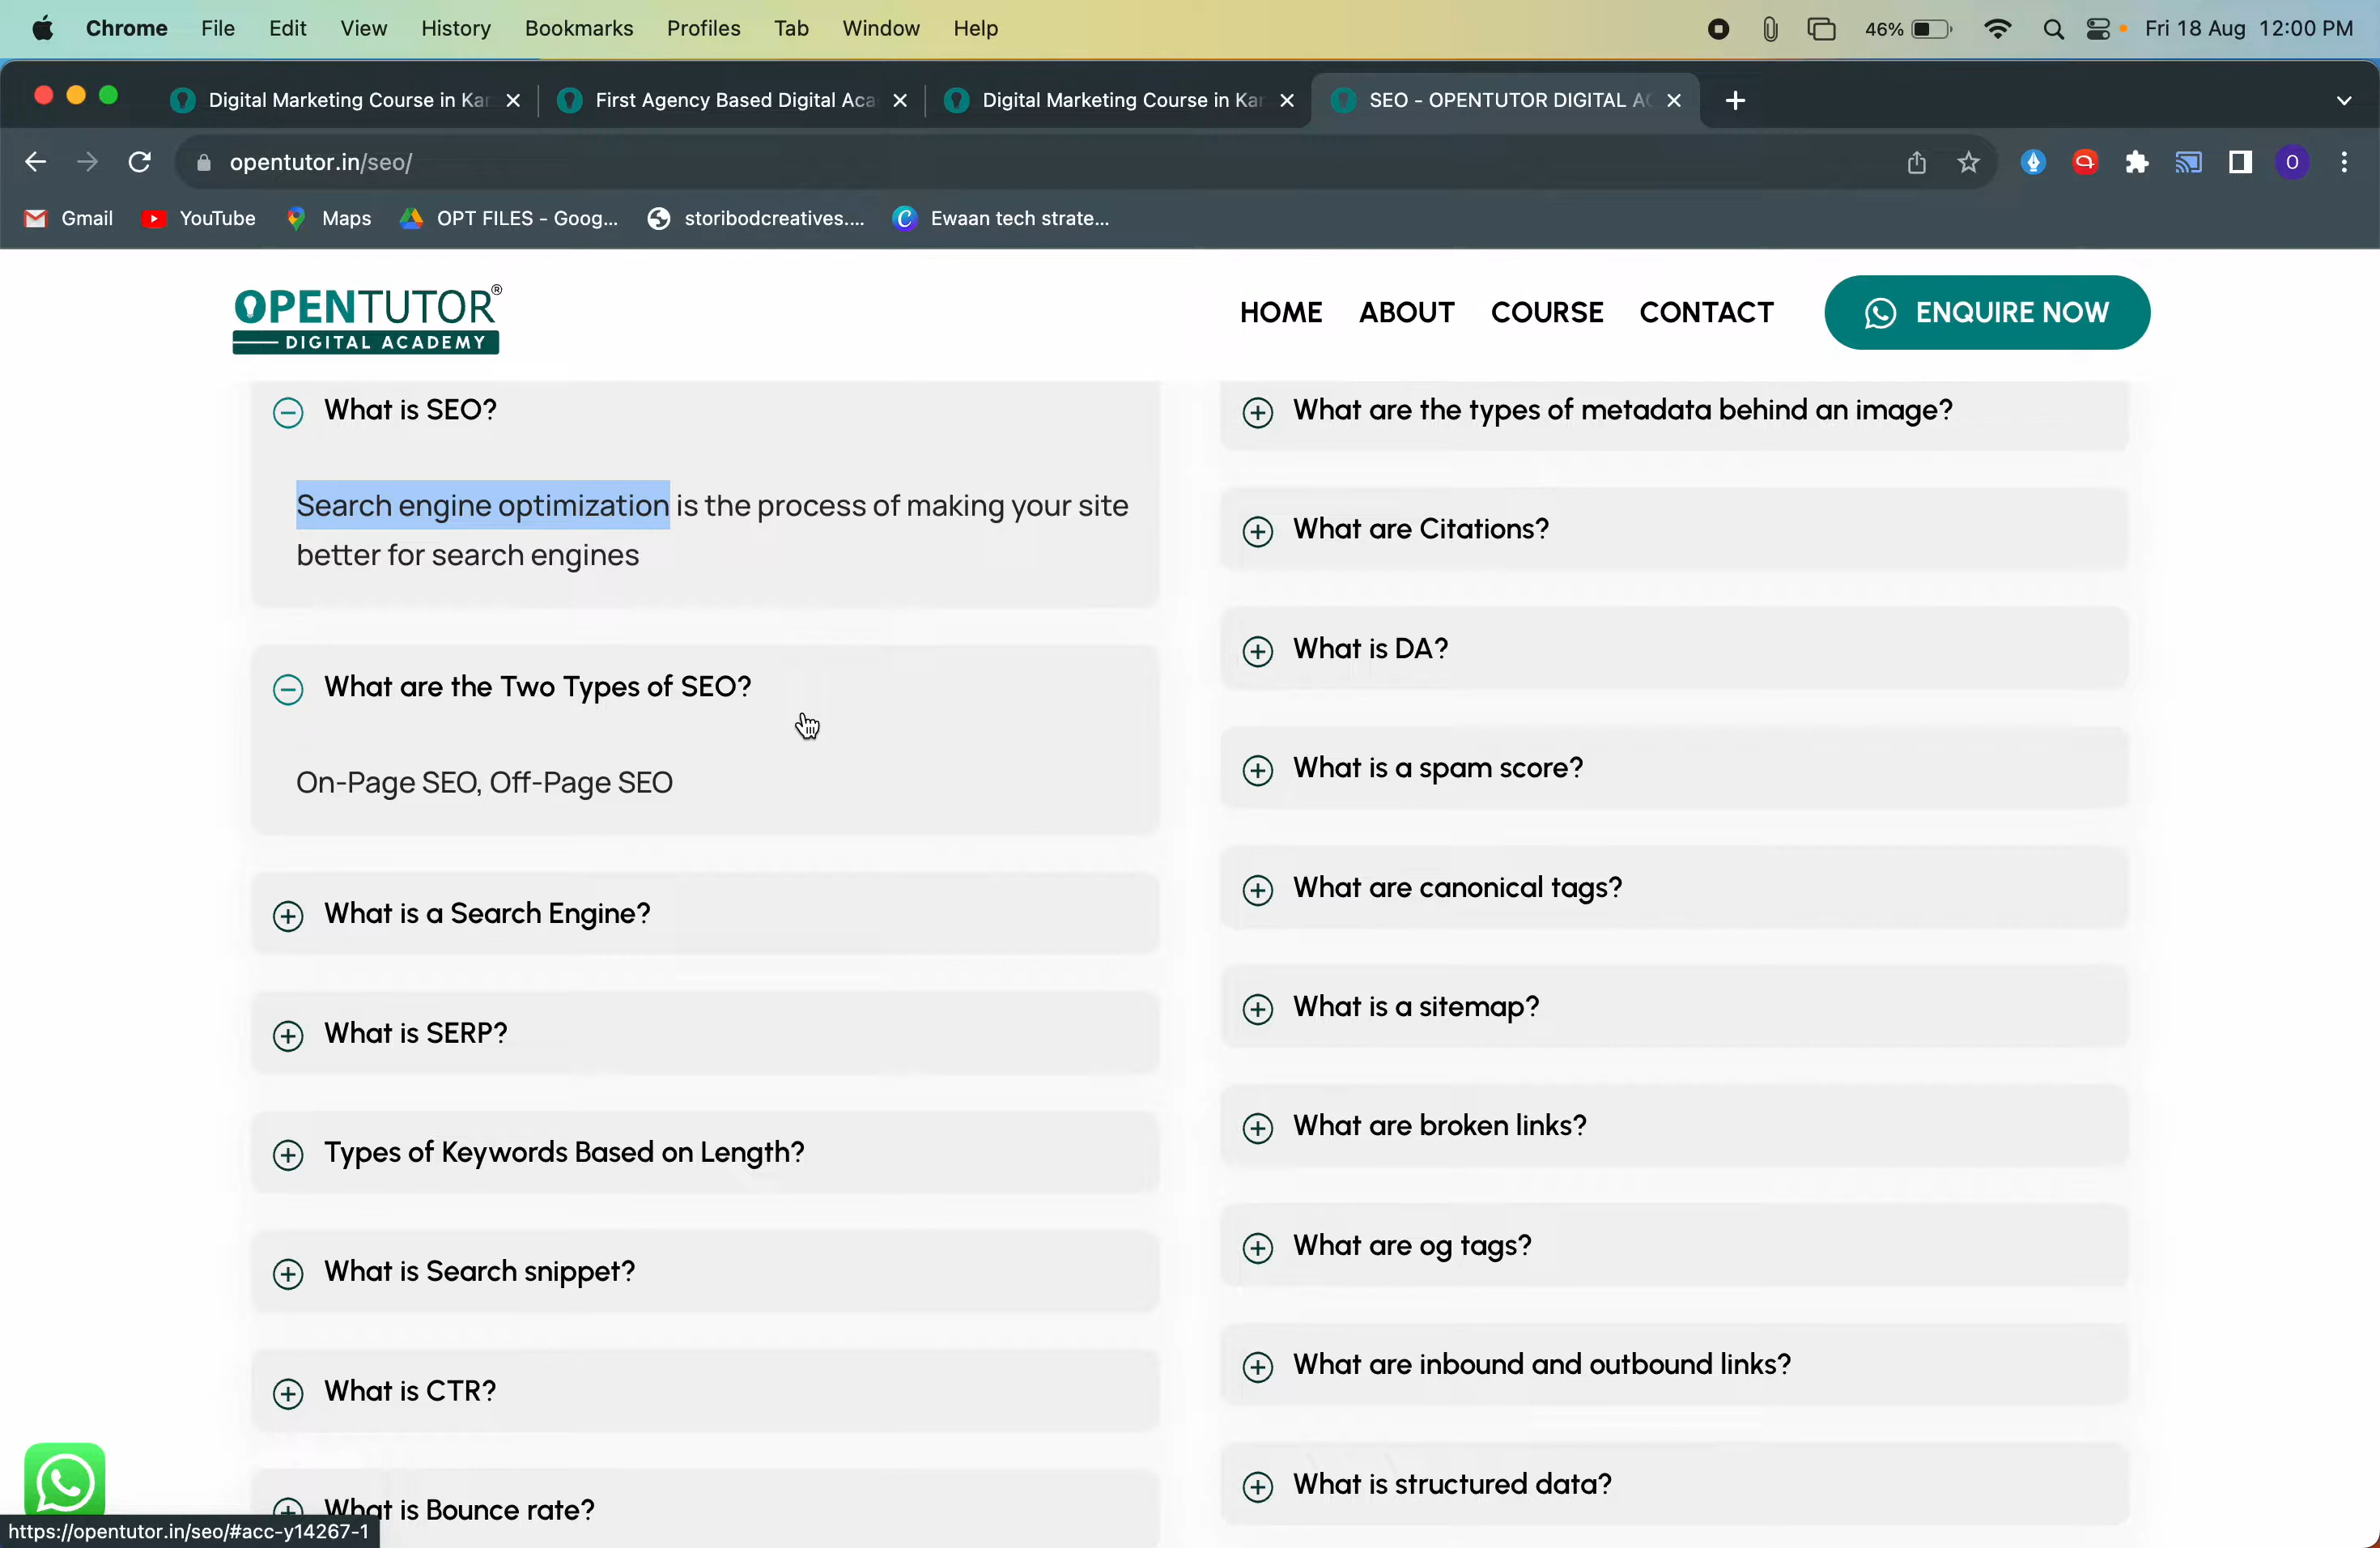 Chrome File Edit View History Bookmarks Profiles Tab Window Help 46% Fri 18 Aug 12:00 PM
Digital Marketing Course in Kar First Agency Based Digital Aca Digital Marketing Course in Kar SEO - OPENTUTOR DIGITAL AC
opentutor.in/seo/ O
Gmail YouTube Maps OPT FILES - Goog... storibodcreatives.... Ewaan tech strate...
OPENTUTOR®
DIGITAL ACADEMY
HOME ABOUT COURSE CONTACT ENQUIRE NOW
What is SEO?
Search engine optimization is the process of making your site
better for search engines
What are the Two Types of SEO?
On-Page SEO, Off-Page SEO
What is a Search Engine?
What is SERP?
Types of Keywords Based on Length?
What is Search snippet?
What is CTR?
What is Bounce rate?
What are the types of metadata behind an image?
What are Citations?
What is DA?
What is a spam score?
What are canonical tags?
What is a sitemap?
What are broken links?
What are og tags?
What are inbound and outbound links?
What is structured data?
https://opentutor.in/seo/#acc-y14267-1